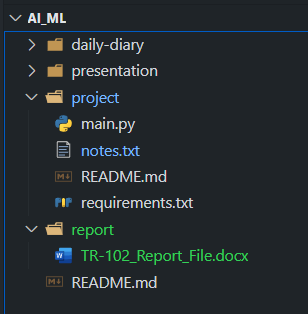 AI_ML
daily-diary
presentation
project
main.py
notes.txt
README.md
requirements.txt
report
TR-102_Report_File.docx
README.md